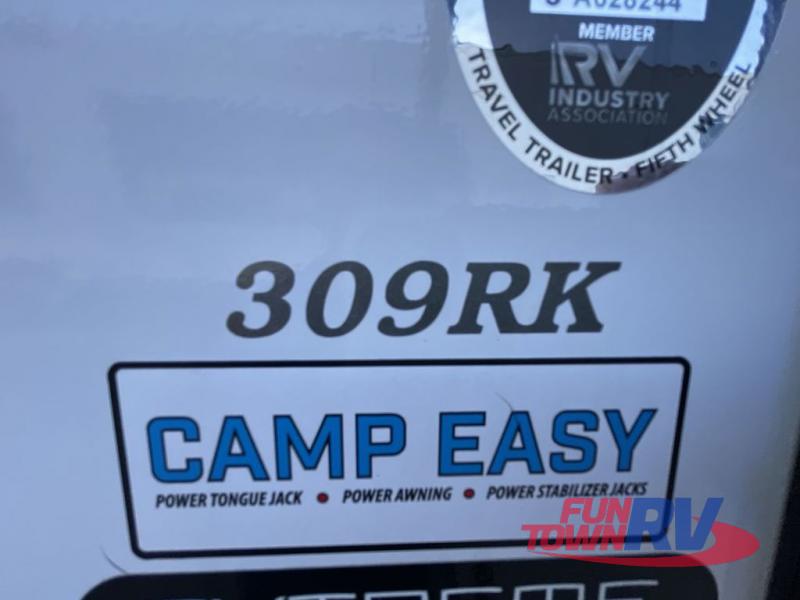 MEMBER
RV
INDUSTRY
ASSOCIATION
TRAVEL TRAILER • FIFTH WHEEL
309RK
CAMP EASY
POWER TONGUE JACK • POWER AWNING • POWER STABILIZER JACKS
FUN
TOWN RV